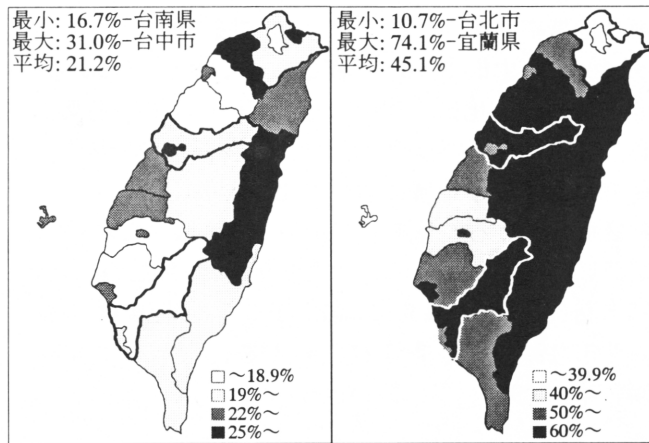 最小: 16.7%-台南県
最大: 31.0%-台中市
平均: 21.2%
～18.9%
19%～
22%～
25%～
最小: 10.7%-台北市
最大: 74.1%-宜蘭県
平均: 45.1%
～39.9%
40%～
50%～
60%～